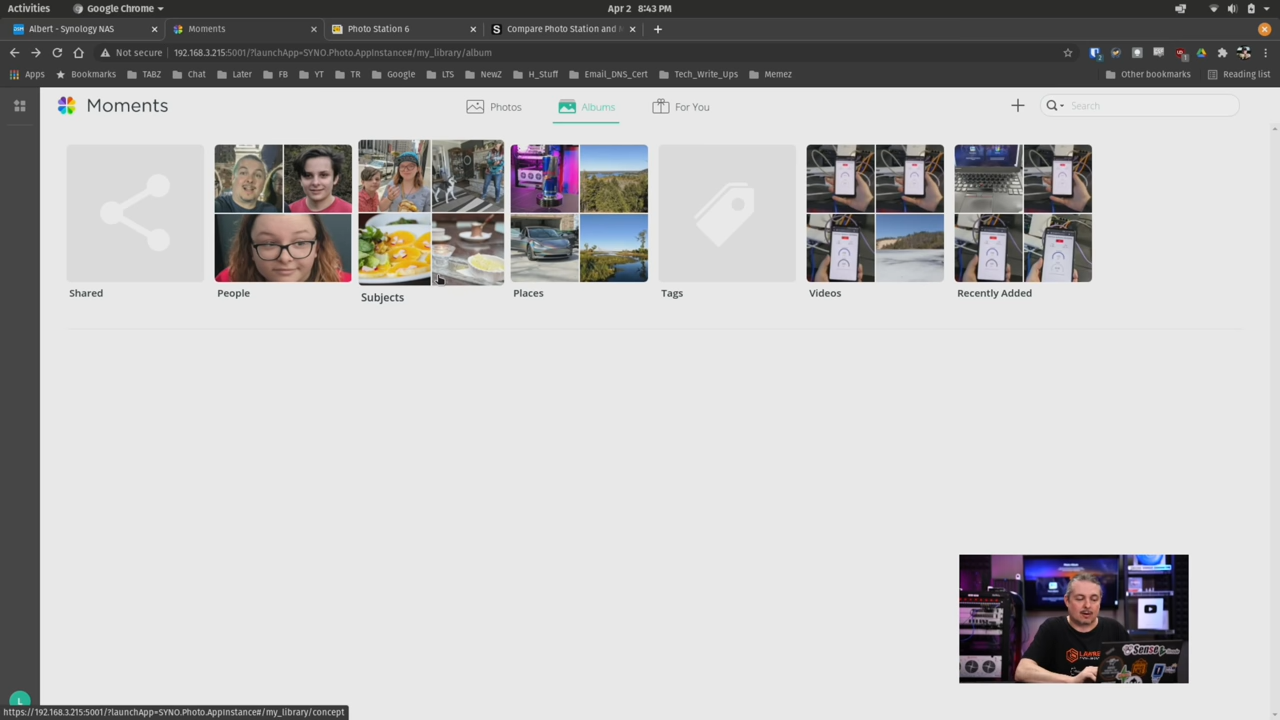 Activities
Google Chrome
Apr 2 8:43 PM
DSM
Albert - Synology NAS
Moments
Photo Station 6
Compare Photo Station and M
Not secure
192.168.3.215:5001/?launchApp=SYNO.Photo.AppInstance#/my_library/album
Apps
Bookmarks
TABZ
Chat
Later
FB
YT
TR
Google
LTS
NewZ
H_Stuff
Email_DNS_Cert
Tech_Write_Ups
Memez
Other bookmarks
Reading list
Moments
Photos
Albums
For You
Search
Shared
People
Subjects
Places
Tags
Videos
Recently Added
L
https://192.168.3.215:5001/?launchApp=SYNO.Photo.AppInstance#/my_library/concept